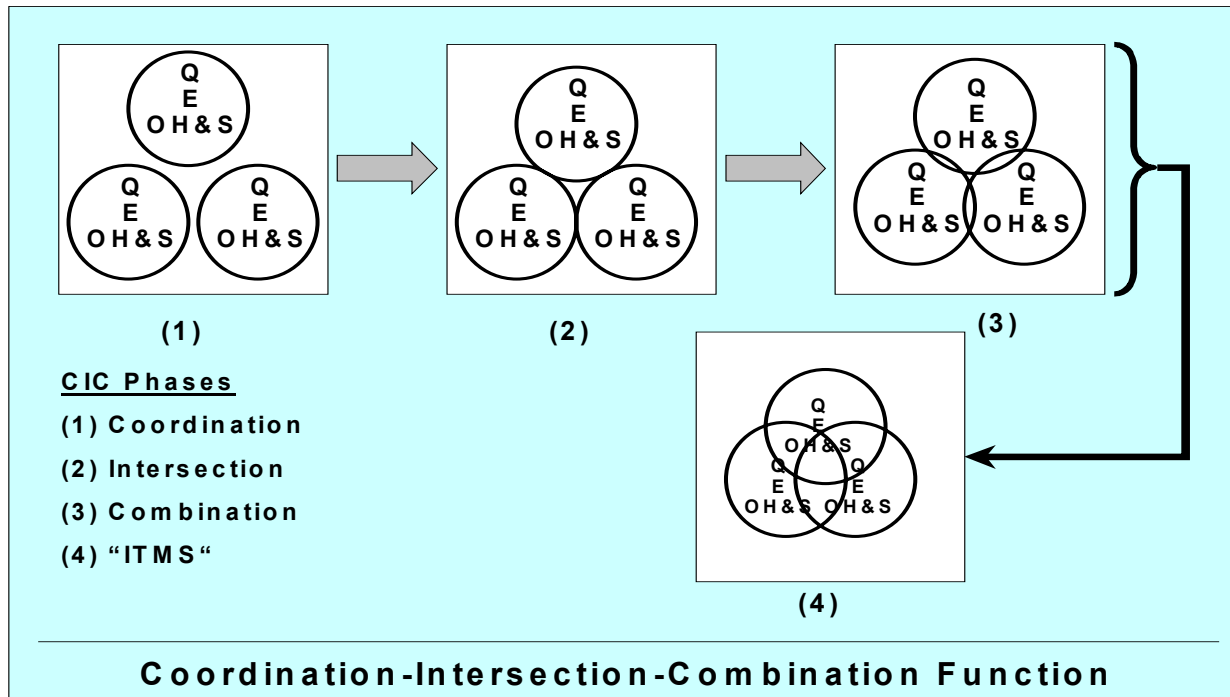 Q
E
OH&S
Q
E
OH&S
Q
E
OH&S
(1)
Q
E
OH&S
Q
E
OH&S
Q
E
OH&S
(2)
Q
E
OH&S
Q
E
OH&S
Q
E
OH&S
(3)
Q
E
OH&S
Q
E
OH&S
Q
E
OH&S
(4)
CIC Phases
(1) Coordination
(2) Intersection
(3) Combination
(4) “ITMS“
Coordination-Intersection-Combination Function